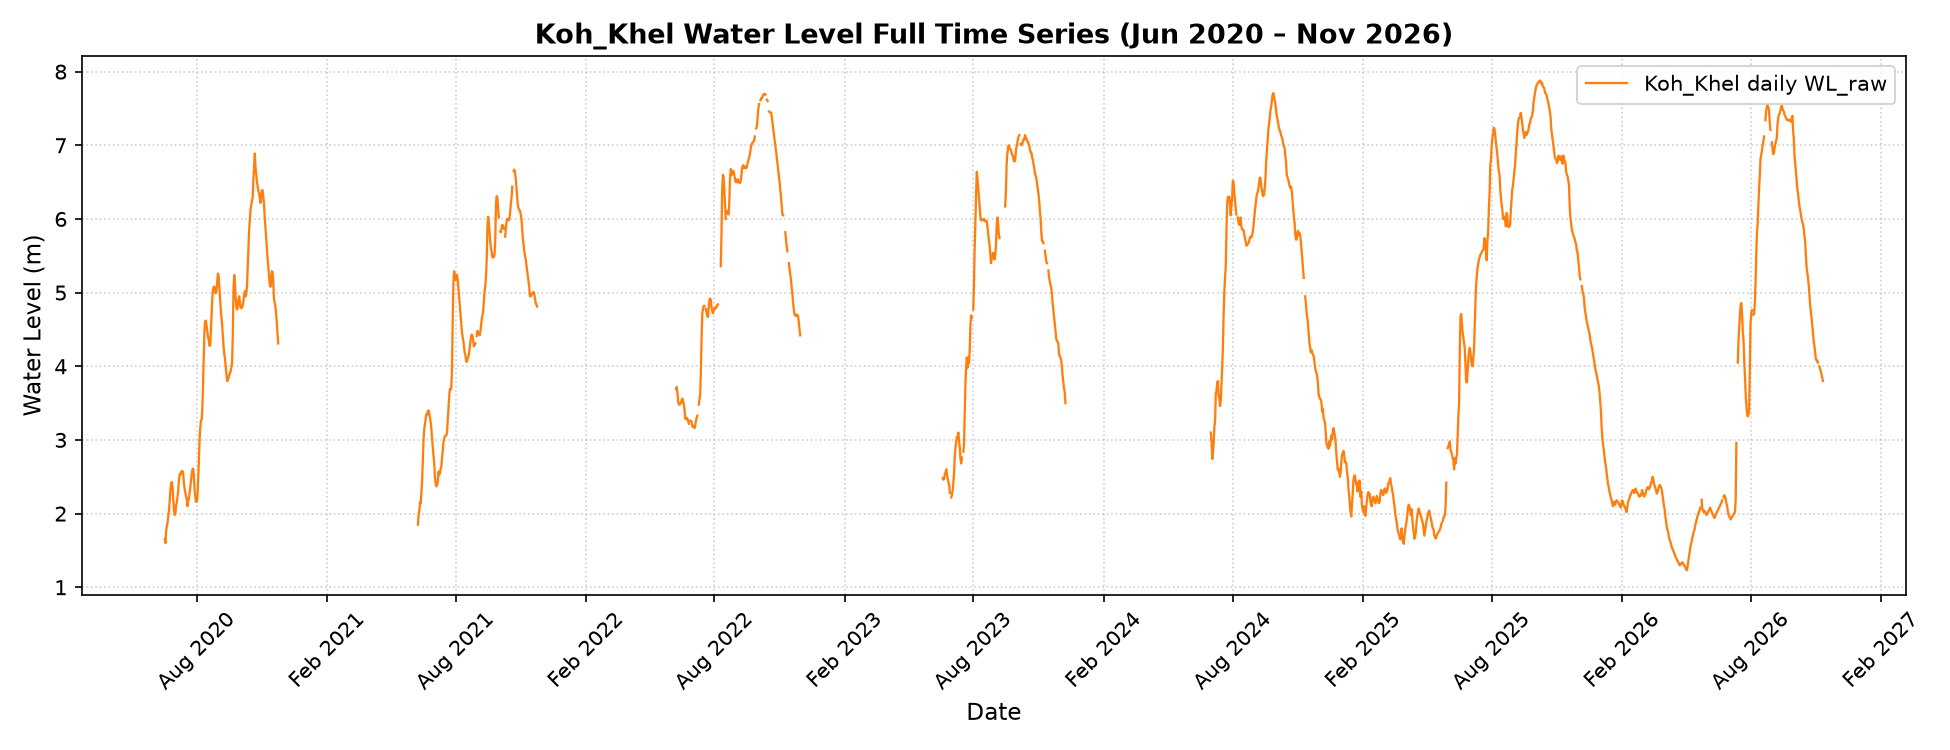 Koh_Khel Water Level Full Time Series (Jun 2020 – Nov 2026)
Koh_Khel daily WL_raw
Water Level (m)
8
7
6
5
4
3
2
1
Aug 2020
Feb 2021
Aug 2021
Feb 2022
Aug 2022
Feb 2023
Aug 2023
Feb 2024
Aug 2024
Feb 2025
Aug 2025
Feb 2026
Aug 2026
Feb 2027
Date